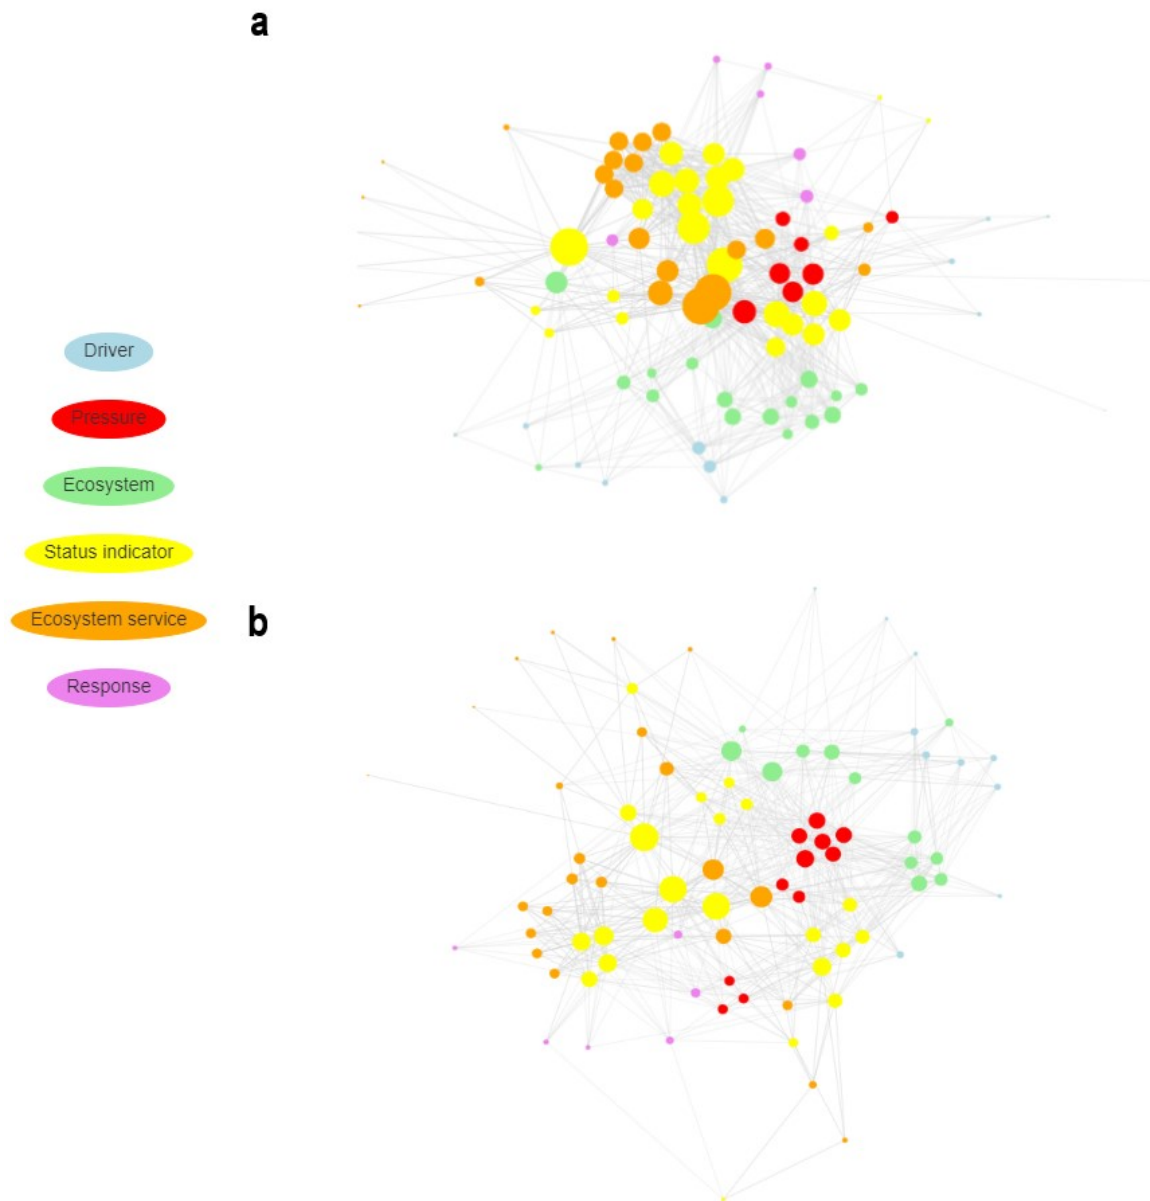 a
Driver
Pressure
Ecosystem
Status indicator
Ecosystem service
b
Response